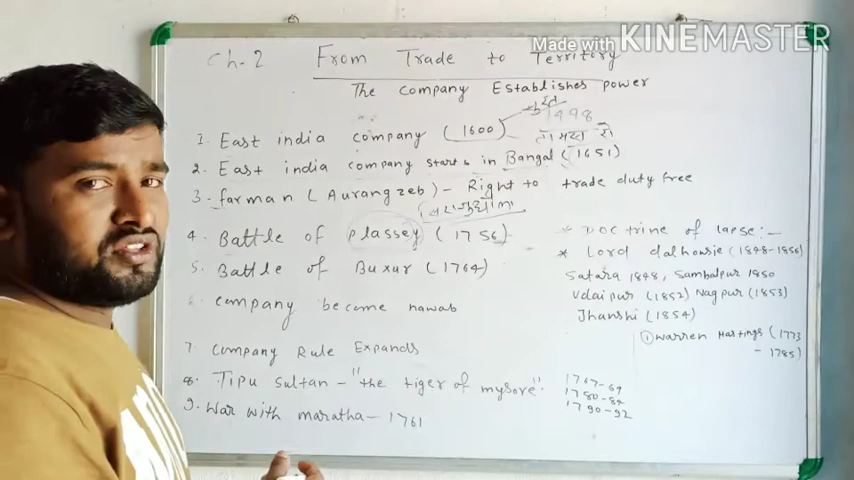 Made with KINEMASTER
Ch-2 From Trade to Territory
The company Establishes power
1498
1. East india company (1600)
2. East india company starts in Bangal (1651)
3. farman (Aurangzeb) - Right to trade duty free
4. Battle of plassey (1756)
5. Battle of Buxur (1764)
6. company become nawab
7. company Rule Expands
8. Tipu sultan - "the tiger of mysore"
1767-69
1780-84
1790-92
9. War with maratha - 1761
* Doctrine of lapse:-
* Lord dalhousie (1848-1856)
Satara 1848, Sambalpur 1850
Udaipur (1852) Nagpur (1853)
Jhanshi (1854)
① Warren Hastings (1773
- 1785)